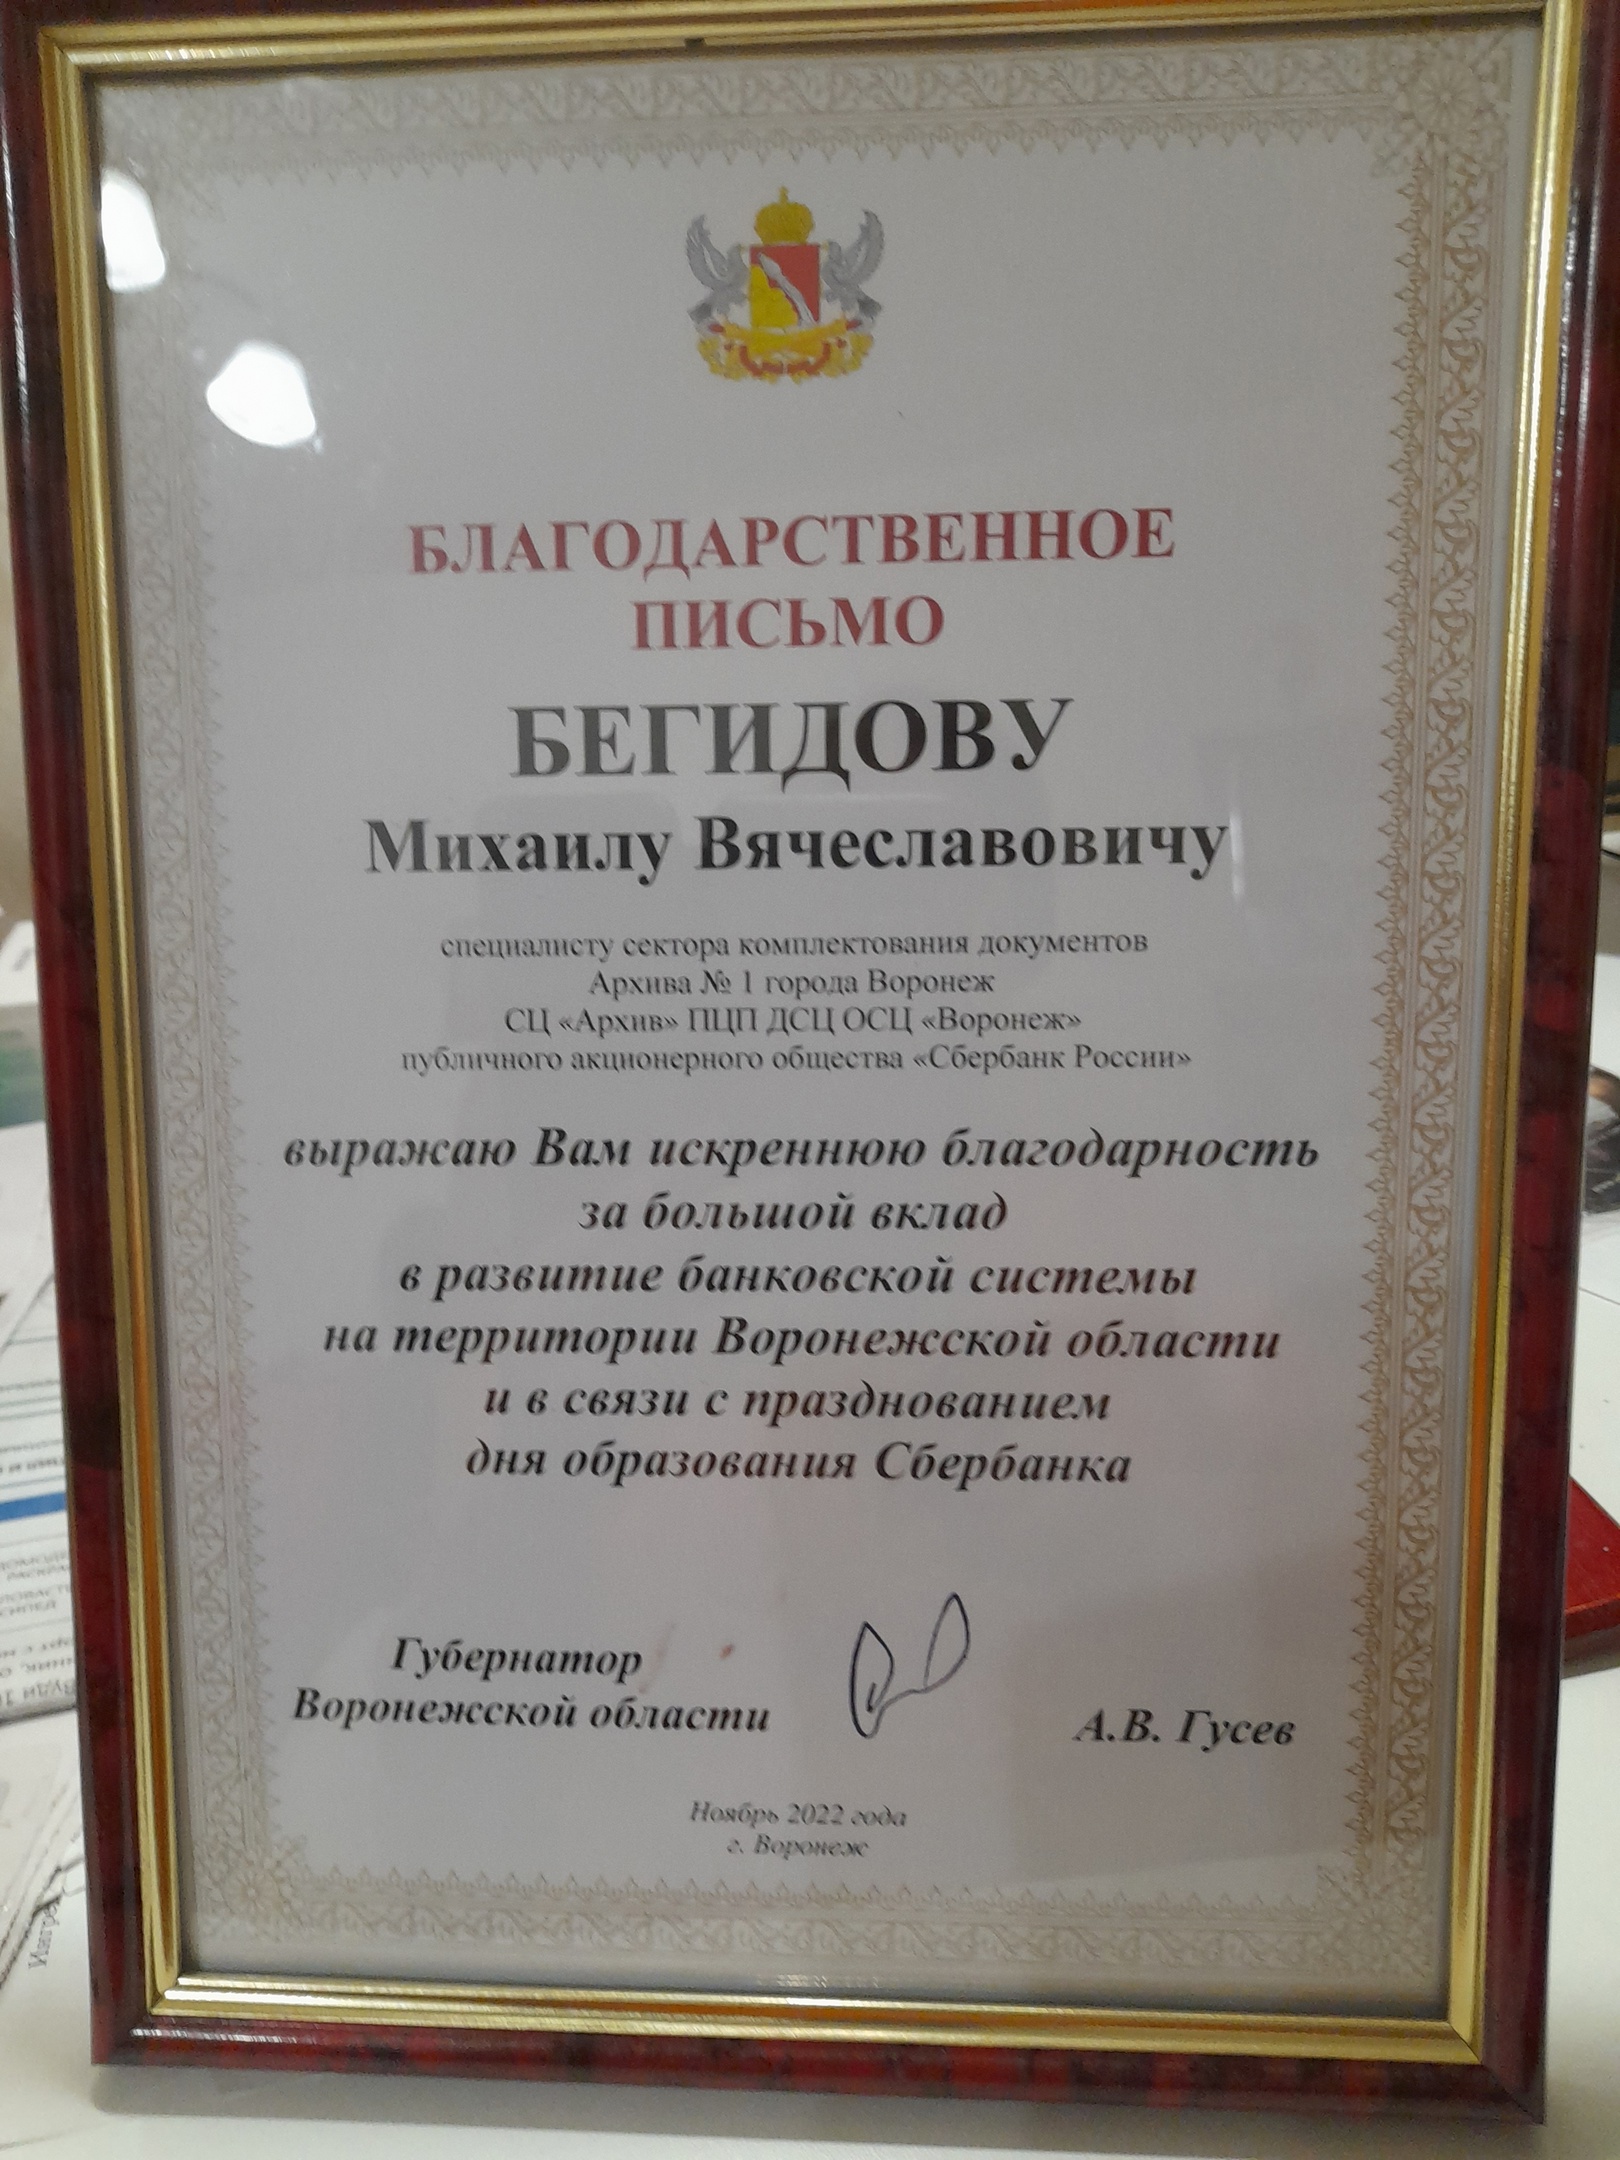 БЛАГОДАРСТВЕННОЕ
ПИСЬМО
БЕГИДОВУ
Михаилу Вячеславовичу
специалисту сектора комплектования документов
Архива № 1 города Воронеж
СЦ «Архив» ПЦП ДСЦ ОСЦ «Воронеж»
публичного акционерного общества «Сбербанк России»
выражаю Вам искреннюю благодарность
за большой вклад
в развитие банковской системы
на территории Воронежской области
и в связи с празднованием
дня образования Сбербанка
Губернатор
Воронежской области
А.В. Гусев
Ноябрь 2022 года
г. Воронеж